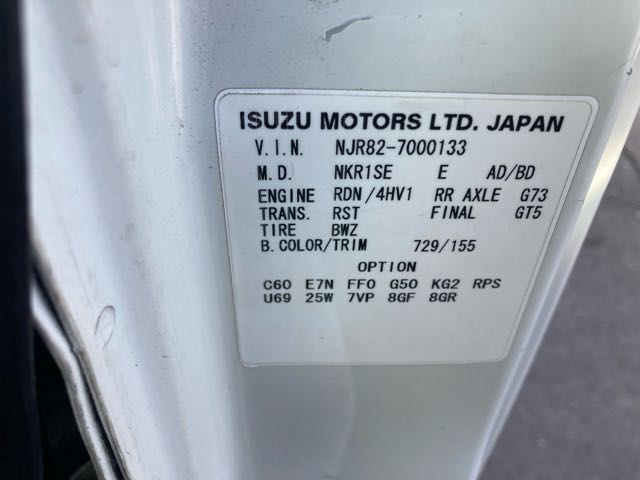 ISUZU MOTORS LTD. JAPAN
V.I.N. NJR82-7000133
M.D. NKR1SE E AD/BD
ENGINE RDN/4HV1 RR AXLE G73
TRANS. RST FINAL GT5
TIRE BWZ
B.COLOR/TRIM 729/155
OPTION
C60 E7N FF0 G50 KG2 RPS
U69 25W 7VP 8GF 8GR